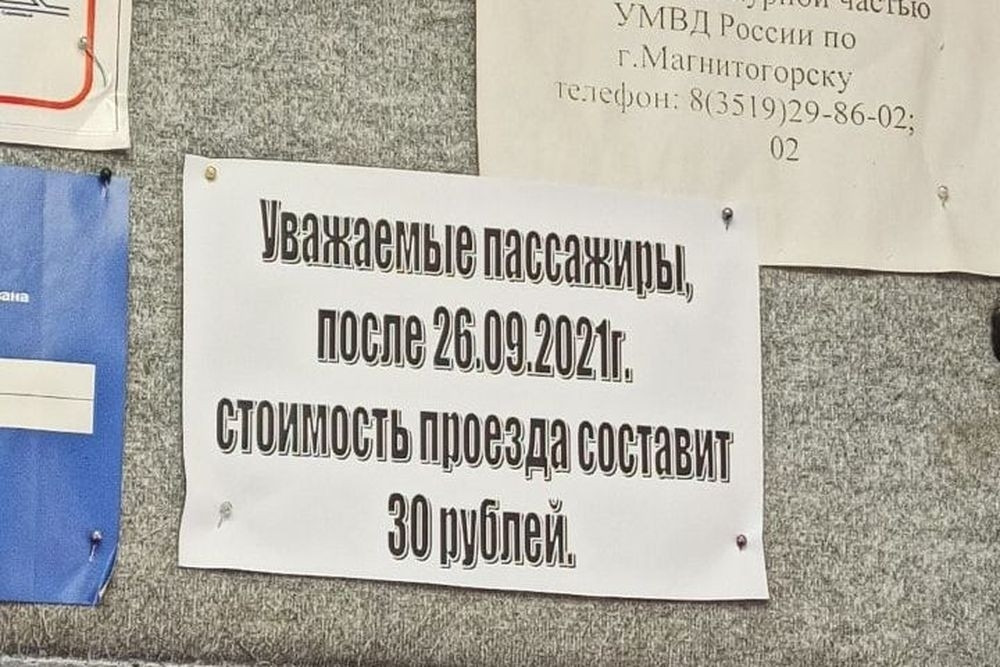 частью
УМВД России по
г.Магнитогорску
телефон: 8(3519)29-86-02;
02
Уважаемые пассажиры,
после 26.09.2021г.
стоимость проезда составит
30 рублей.